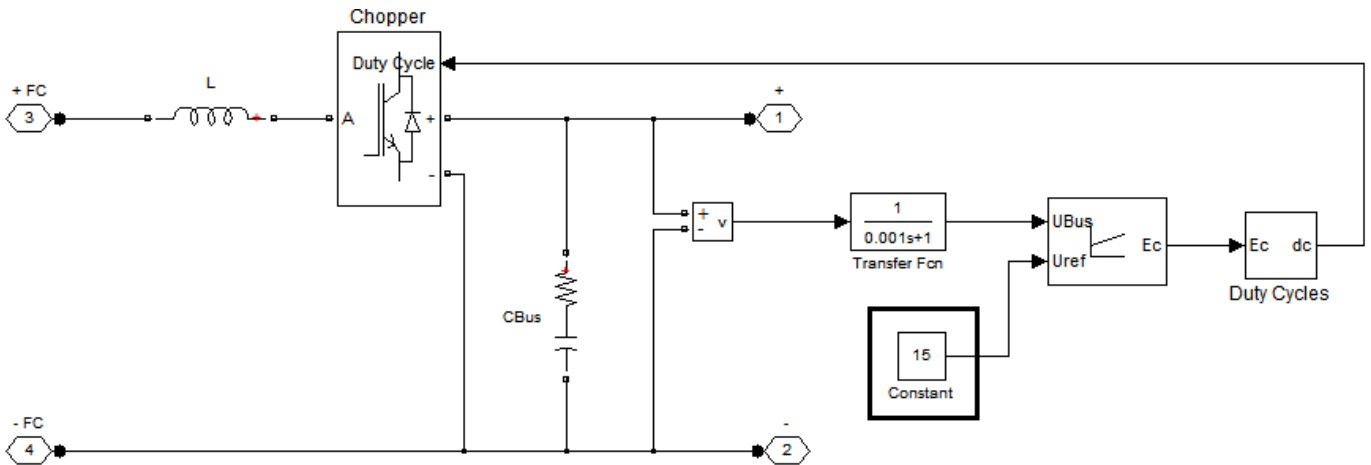 Chopper
Duty Cycle
+ FC
3
L
A
+
-
+
1
CBus
+
-
v
1
0.001s+1
Transfer Fcn
UBus
Uref
Ec
Ec
dc
Duty Cycles
15
Constant
- FC
4
-
2